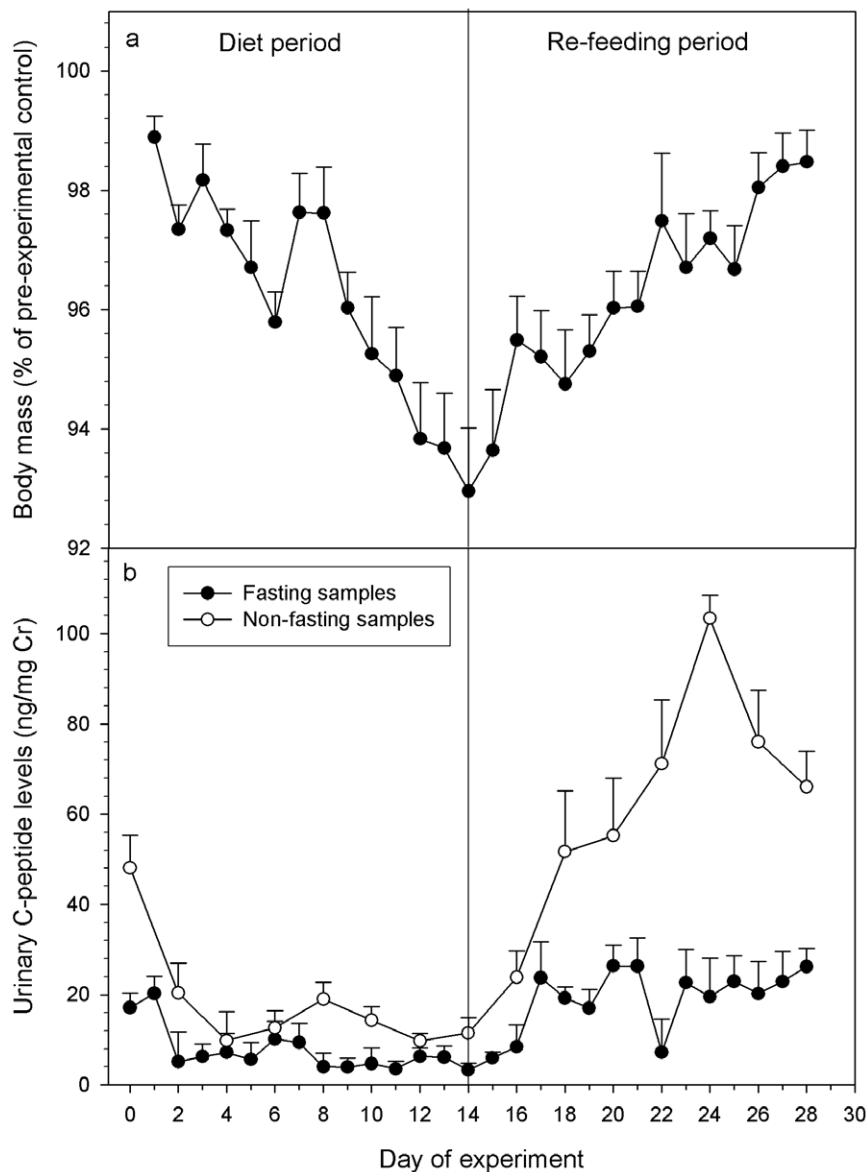 a
Diet period
Re-feeding period
Body mass (% of pre-experimental control)
100
98
96
94
92
b
Fasting samples
Non-fasting samples
Urinary C-peptide levels (ng/mg Cr)
100
80
60
40
20
0
0 2 4 6 8 10 12 14 16 18 20 22 24 26 28 30
Day of experiment